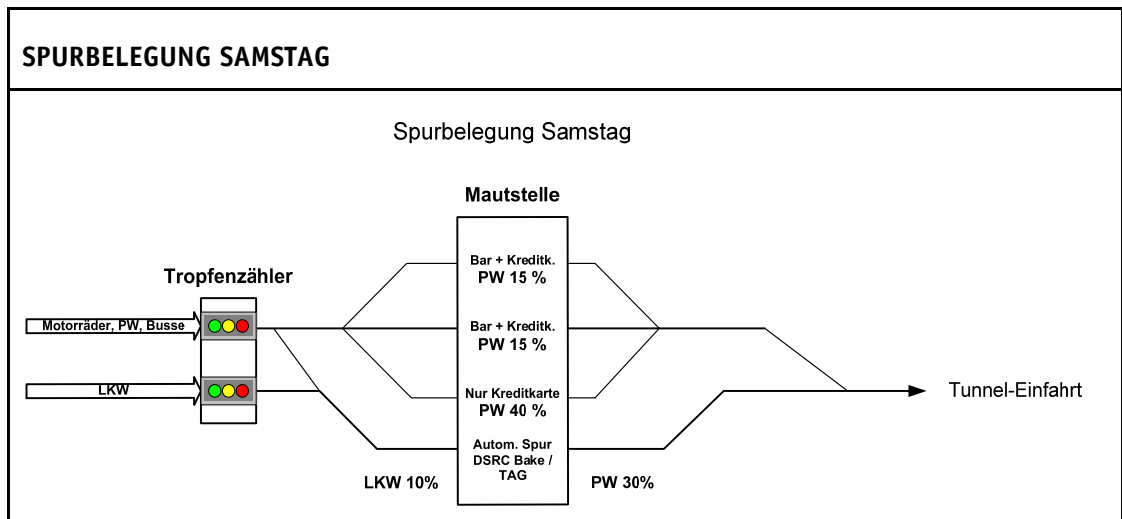 SPURBELEGUNG SAMSTAG
Spurbelegung Samstag
Mautstelle
Tropfenzähler
Motorräder, PW, Busse
LKW
Bar + Kreditk.
PW 15 %
Bar + Kreditk.
PW 15 %
Nur Kreditkarte
PW 40 %
Autom. Spur
DSRC Bake /
TAG
LKW 10%
PW 30%
Tunnel-Einfahrt